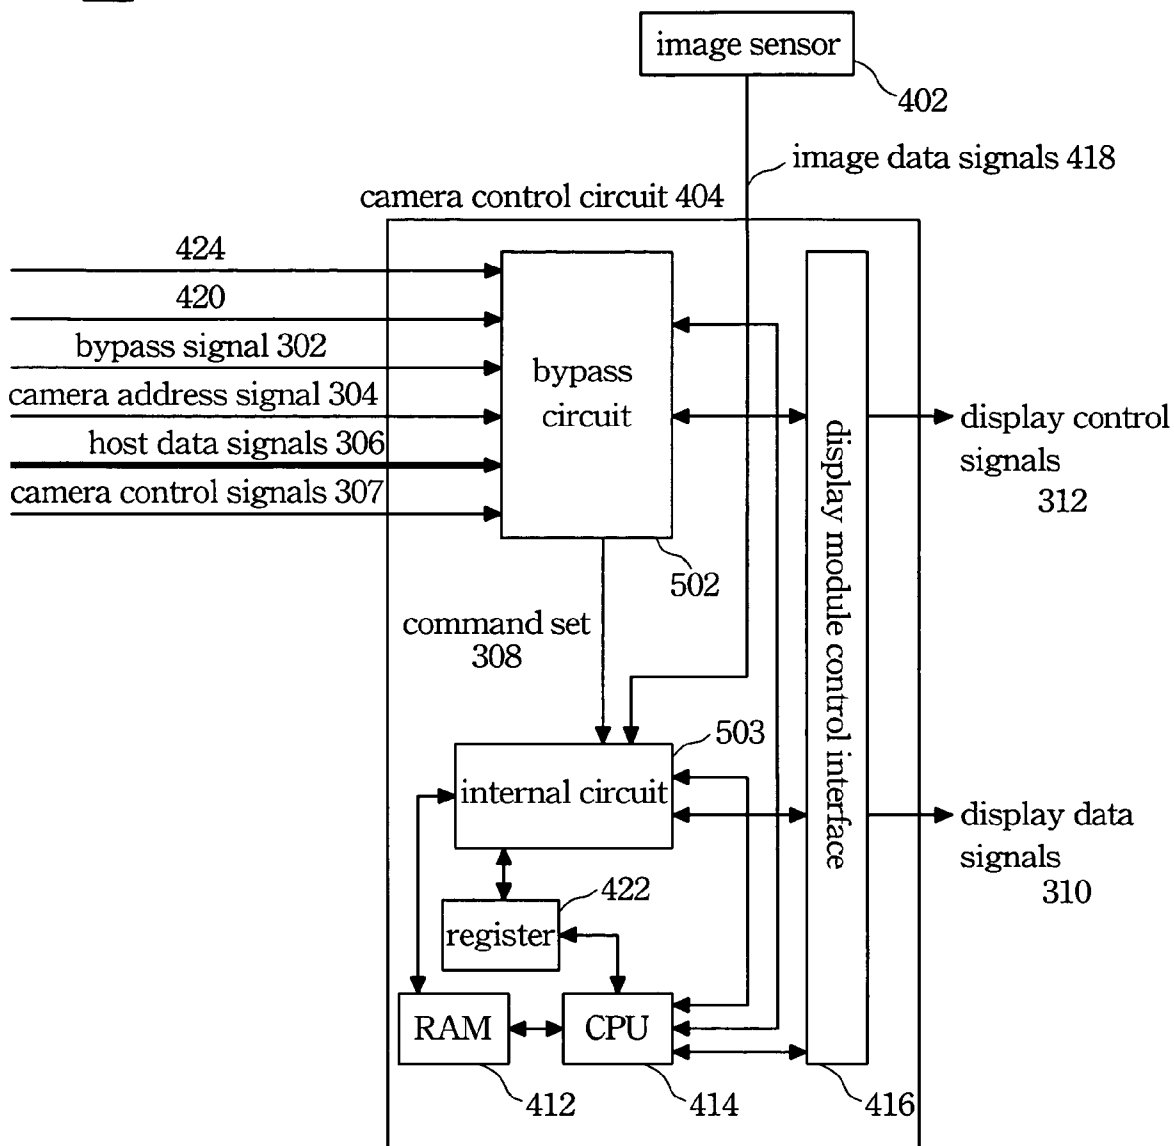 image sensor
402
image data signals 418
camera control circuit 404
424
420
bypass signal 302
camera address signal 304
host data signals 306
camera control signals 307
bypass
circuit
502
display module control interface
display control
signals
312
command set
308
503
internal circuit
display data
signals
310
422
register
RAM
CPU
412
414
416